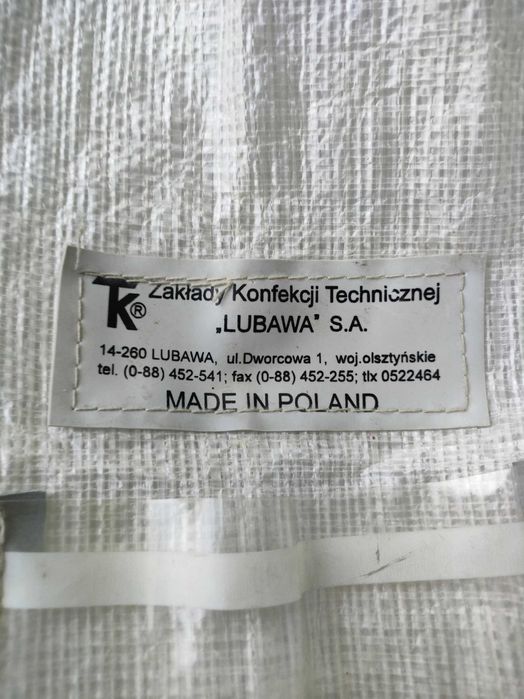 TK® Zakłady Konfekcji Technicznej
„LUBAWA" S.A.
14-260 LUBAWA, ul.Dworcowa 1, woj.olsztyńskie
tel. (0-88) 452-541; fax (0-88) 452-255; tlx 0522464
MADE IN POLAND